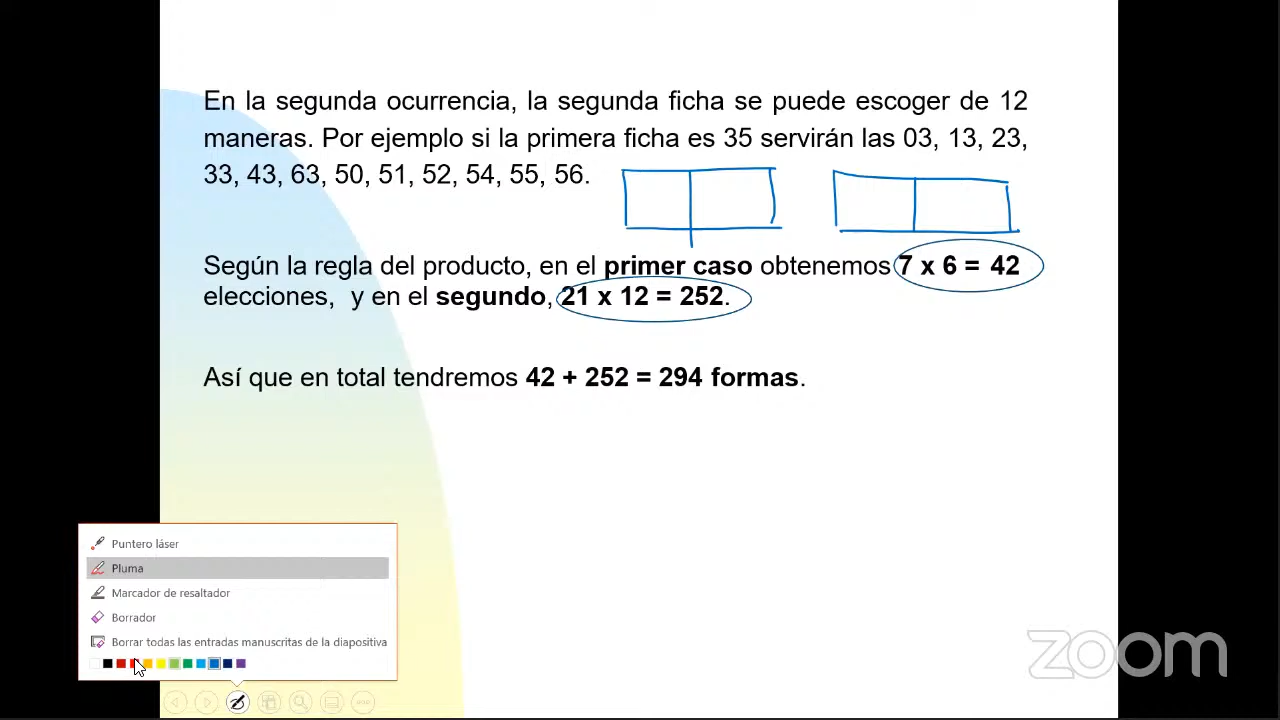 En la segunda ocurrencia, la segunda ficha se puede escoger de 12
maneras. Por ejemplo si la primera ficha es 35 servirán las 03, 13, 23,
33, 43, 63, 50, 51, 52, 54, 55, 56.
Según la regla del producto, en el primer caso obtenemos 7 x 6 = 42
elecciones, y en el segundo, 21 x 12 = 252.
Así que en total tendremos 42 + 252 = 294 formas.
Puntero láser
Pluma
Marcador de resaltador
Borrador
Borrar todas las entradas manuscritas de la diapositiva
zoom